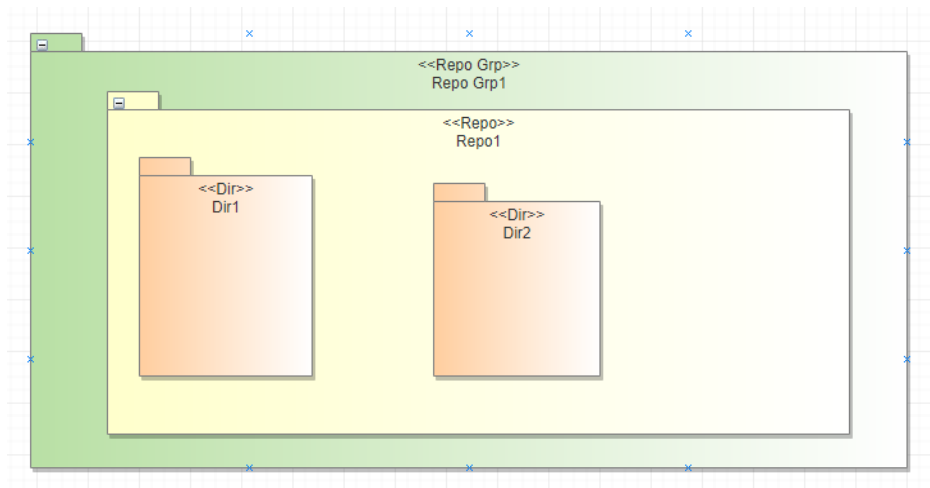 <<Repo Grp>>
Repo Grp1
<<Repo>>
Repo1
<<Dir>>
Dir1
<<Dir>>
Dir2